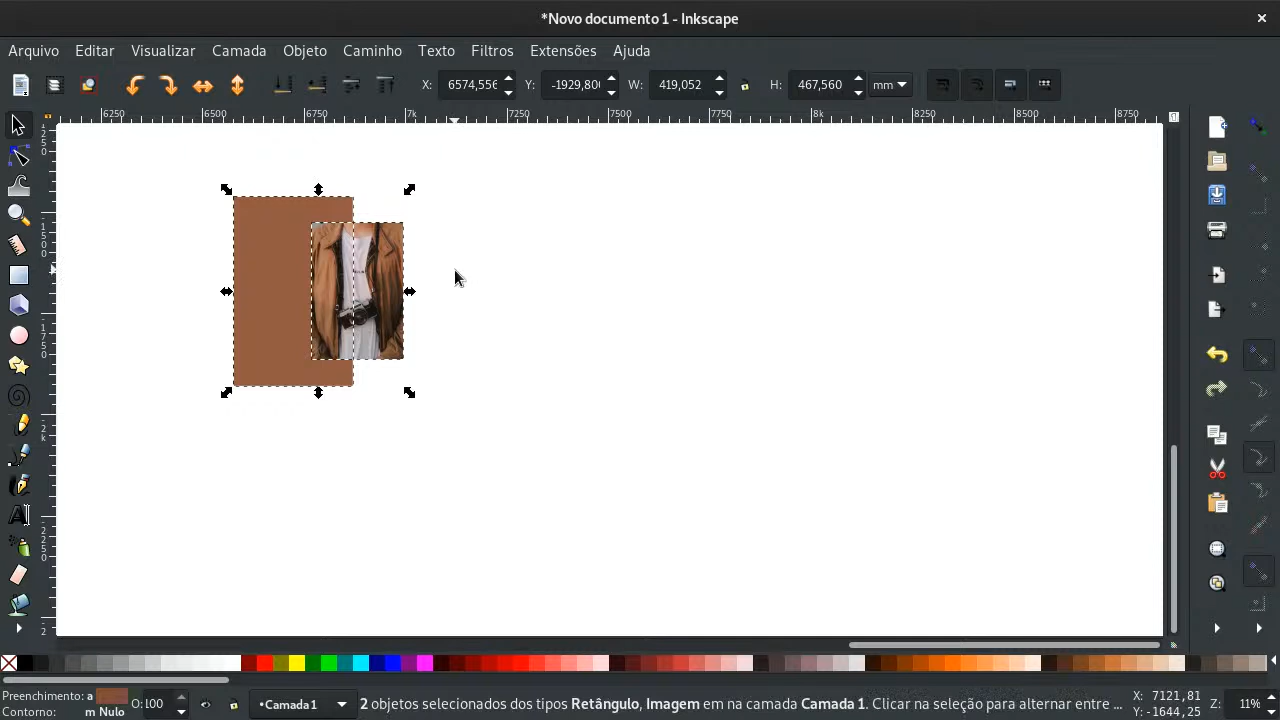 *Novo documento 1 - Inkscape
Arquivo Editar Visualizar Camada Objeto Caminho Texto Filtros Extensões Ajuda
X: 6574,556 Y: -1929,80 W: 419,052 H: 467,560 mm
6250 6500 6750 7k 7250 7500 7750 8k 8250 8500 8750
Preenchimento: a
Contorno: m Nulo
O: 100
•Camada1
2 objetos selecionados dos tipos Retângulo, Imagem em na camada Camada 1. Clicar na seleção para alternar entre ...
X: 7121,81
Y: -1644,25
Z: 11%